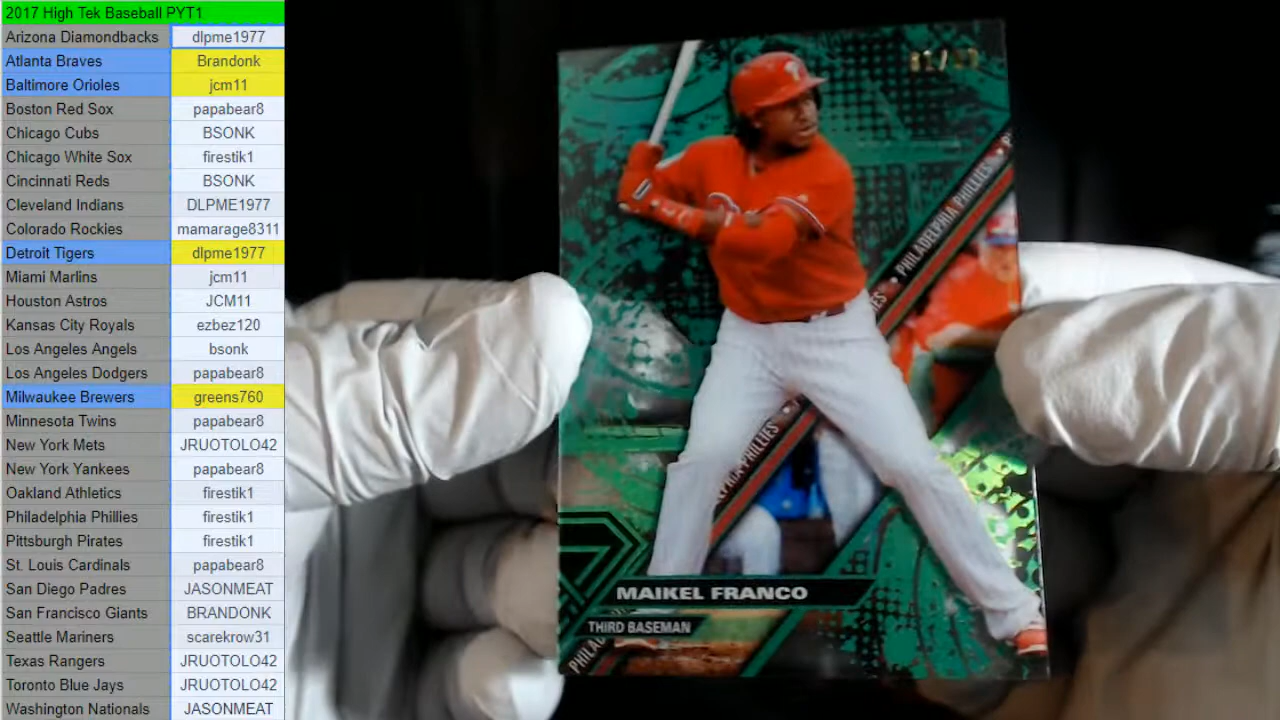 2017 High Tek Baseball PYT1
Arizona Diamondbacks dlpme1977
Atlanta Braves Brandonk
Baltimore Orioles jcm11
Boston Red Sox papabear8
Chicago Cubs BSONK
Chicago White Sox firestik1
Cincinnati Reds BSONK
Cleveland Indians DLPME1977
Colorado Rockies mamarage8311
Detroit Tigers dlpme1977
Miami Marlins jcm11
Houston Astros JCM11
Kansas City Royals ezbez120
Los Angeles Angels bsonk
Los Angeles Dodgers papabear8
Milwaukee Brewers greens760
Minnesota Twins papabear8
New York Mets JRUOTOLO42
New York Yankees papabear8
Oakland Athletics firestik1
Philadelphia Phillies firestik1
Pittsburgh Pirates firestik1
St. Louis Cardinals papabear8
San Diego Padres JASONMEAT
San Francisco Giants BRANDONK
Seattle Mariners scarekrow31
Texas Rangers JRUOTOLO42
Toronto Blue Jays JRUOTOLO42
Washington Nationals JASONMEAT
PHILADELPHIA PHILLIES
MAIKEL FRANCO
THIRD BASEMAN